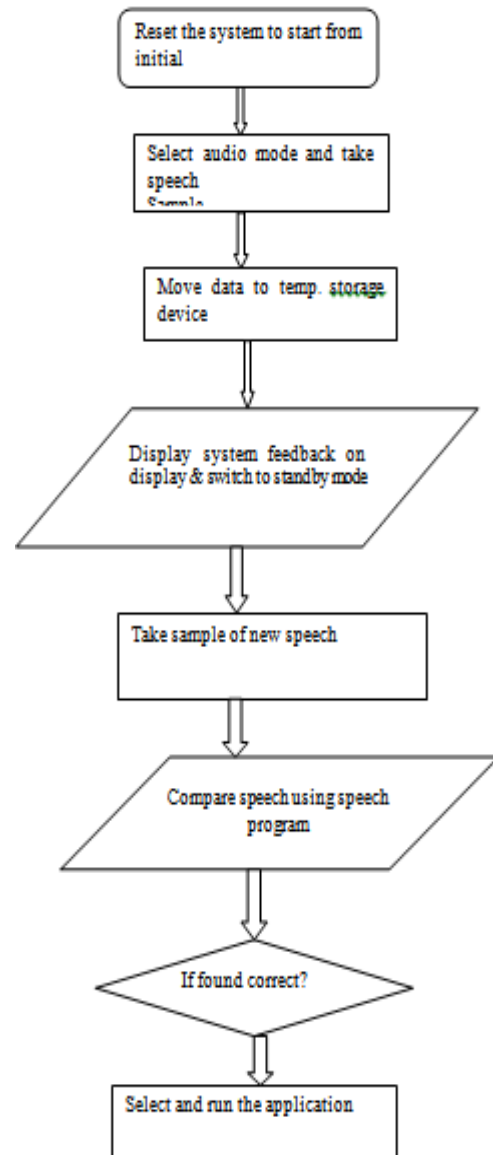 Reset the system to start from
initial
Select audio mode and take
speech
Sample
Move data to temp. storage
device
Display system feedback on
display & switch to standby mode
Take sample of new speech
Compare speech using speech
program
If found correct?
Select and run the application